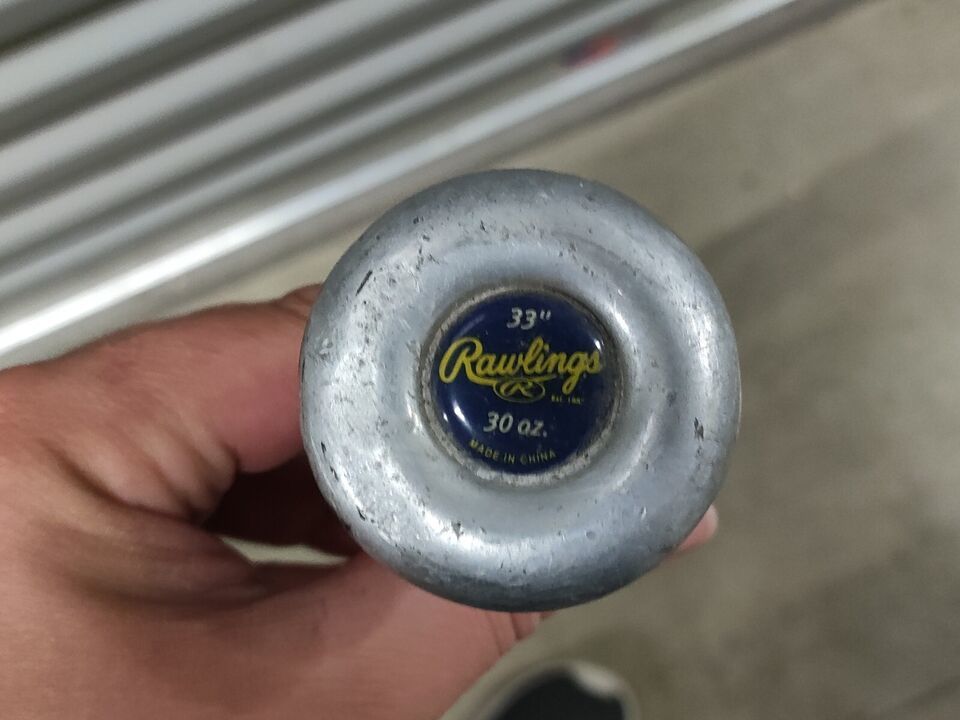 33"
Rawlings
R
30 oz.
MADE IN CHINA